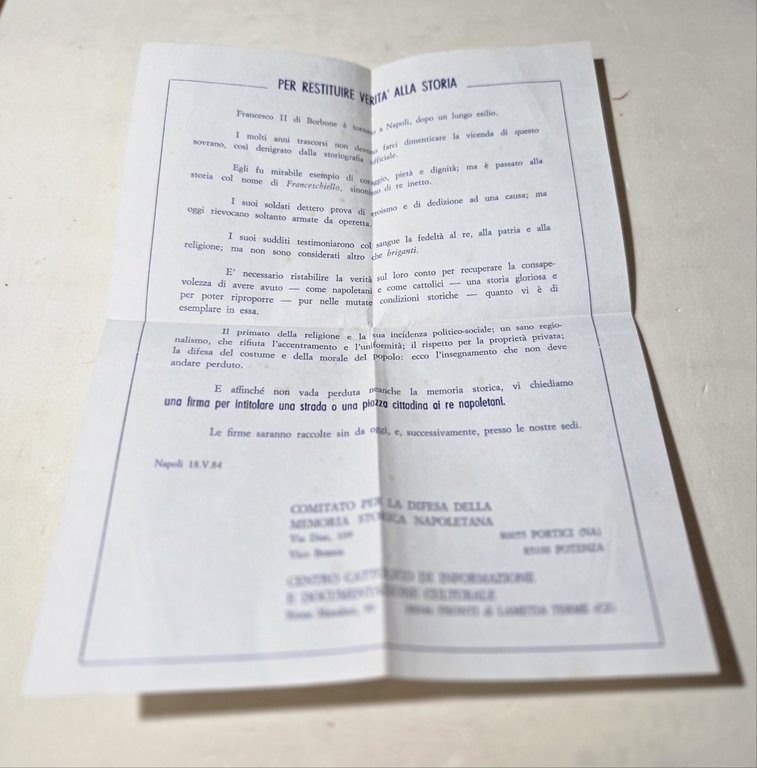 PER RESTITUIRE VERITA' ALLA STORIA
Francesco II di Borbone è tornato a Napoli, dopo un lungo esilio.
I molti anni trascorsi non devono farci dimenticare la vicenda di questo
sovrano, così denigrato dalla storiografia ufficiale.
Egli fu mirabile esempio di coraggio, pietà e dignità; ma è passato alla
storia col nome di Franceschiello, sinonimo di re inetto.
I suoi soldati dettero prova di eroismo e di dedizione ad una causa; ma
oggi rievocano soltanto armate da operetta.
I suoi sudditi testimoniarono col sangue la fedeltà al re, alla patria e alla
religione; ma non sono considerati altro che briganti.
E' necessario ristabilire la verità sul loro conto per recuperare la consape-
volezza di avere avuto — come napoletani e come cattolici — una storia gloriosa e
per poter riproporre — pur nelle mutate condizioni storiche — quanto vi è di
esemplare in essa.
Il primato della religione e la sua incidenza politico-sociale; un sano regio-
nalismo, che rifiuta l'accentramento e l'uniformità; il rispetto per la proprietà privata;
la difesa del costume e della morale del popolo: ecco l'insegnamento che non deve
andare perduto.
E affinché non vada perduta neanche la memoria storica, vi chiediamo
una firma per intitolare una strada o una piazza cittadina ai re napoletani.
Le firme saranno raccolte sin da oggi, e, successivamente, presso le nostre sedi.
Napoli 18.V.84
COMITATO PER LA DIFESA DELLA
MEMORIA STORICA NAPOLETANA
PORTICI (NA)
POTENZA
CENTRO CATTOLICO DI INFORMAZIONE
E DOCUMENTAZIONE CULTURALE
LAMEZIA TERME (CZ)